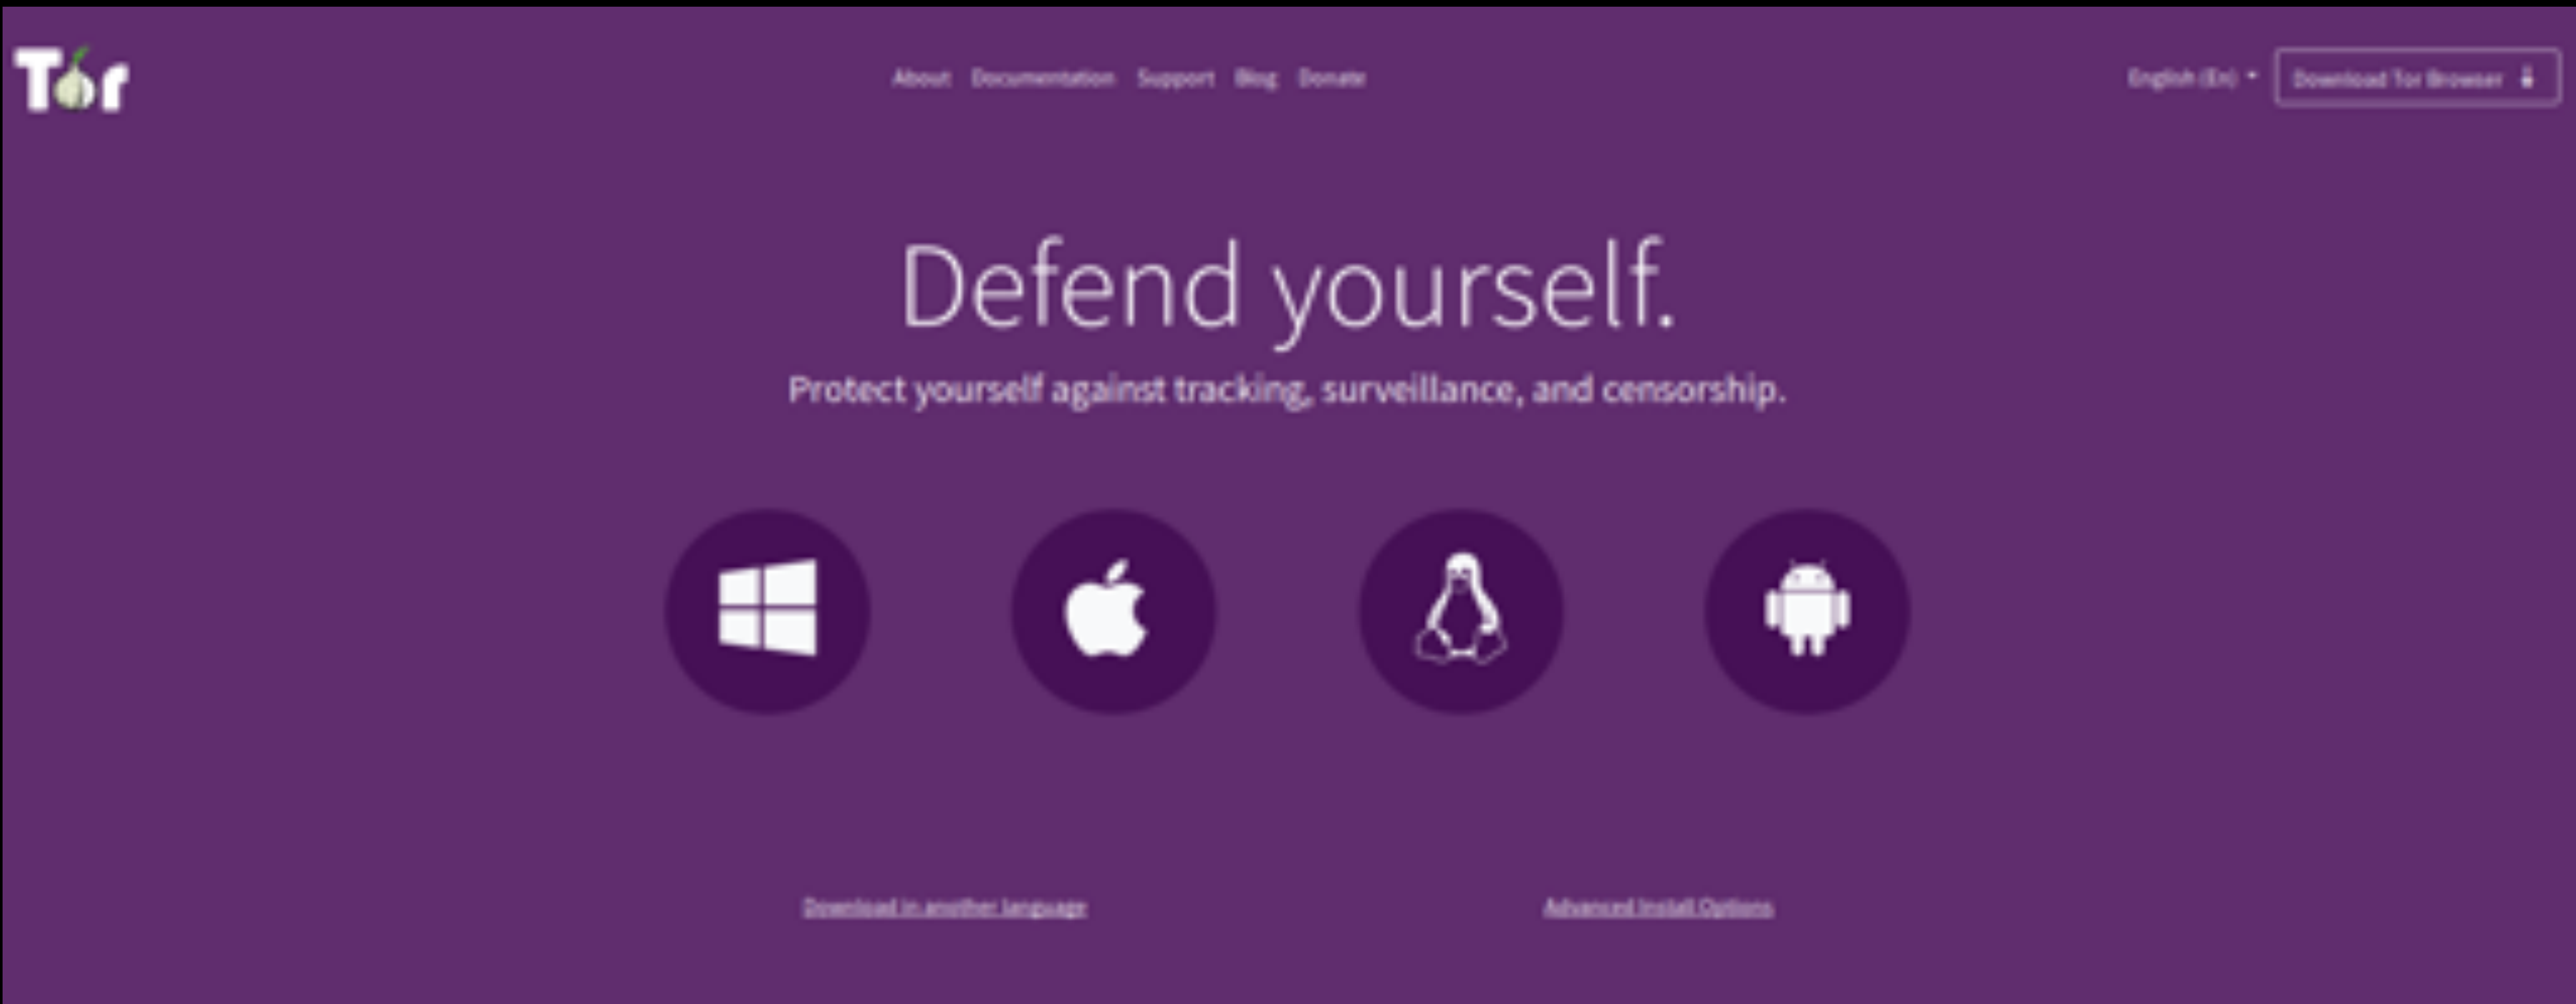 Tor
About Documentation Support Blog Donate
English (En) Download Tor Browser
Defend yourself.
Protect yourself against tracking, surveillance, and censorship.
Download in another language
Advanced Install Options